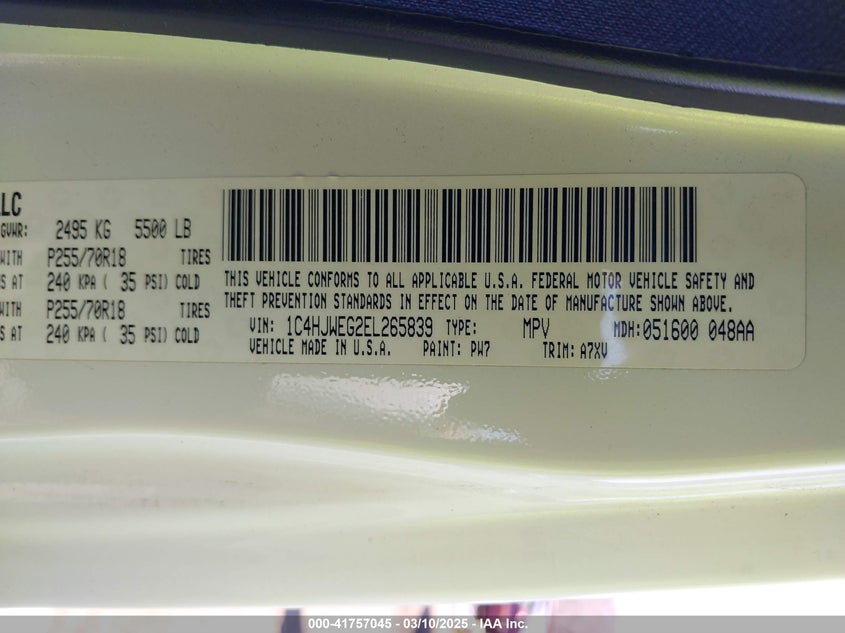 LLC
GVWR: 2495 KG 5500 LB
WITH P255/70R18 TIRES
S AT 240 KPA ( 35 PSI) COLD
WITH P255/70R18 TIRES
S AT 240 KPA ( 35 PSI) COLD
THIS VEHICLE CONFORMS TO ALL APPLICABLE U.S.A. FEDERAL MOTOR VEHICLE SAFETY AND
THEFT PREVENTION STANDARDS IN EFFECT ON THE DATE OF MANUFACTURE SHOWN ABOVE.
VIN: 1C4HJWEG2EL265839 TYPE: MPV MDH: 051600 048AA
VEHICLE MADE IN U.S.A. PAINT: PW7 TRIM: A7XV
000-41757045 - 03/10/2025 - IAA Inc.